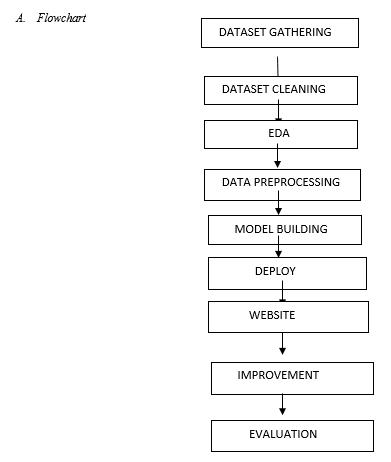 A. Flowchart
DATASET GATHERING
DATASET CLEANING
EDA
DATA PREPROCESSING
MODEL BUILDING
DEPLOY
WEBSITE
IMPROVEMENT
EVALUATION